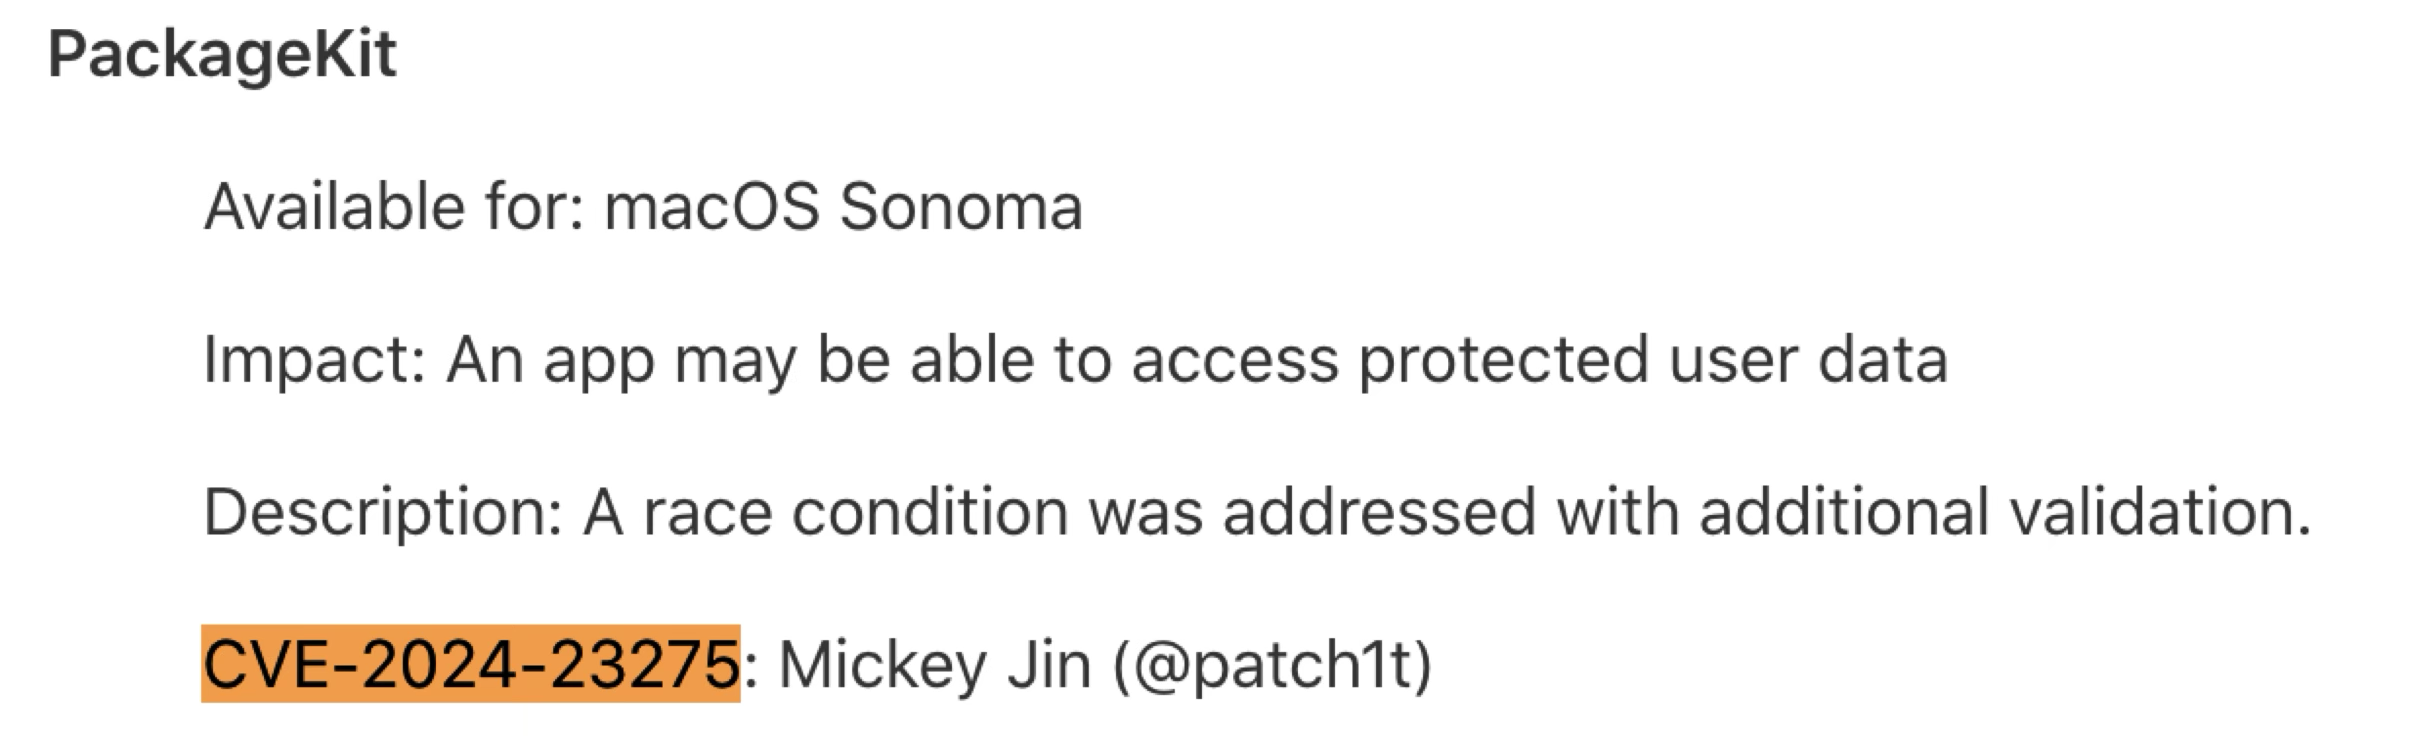 PackageKit
Available for: macOS Sonoma
Impact: An app may be able to access protected user data
Description: A race condition was addressed with additional validation.
CVE-2024-23275: Mickey Jin (@patch1t)